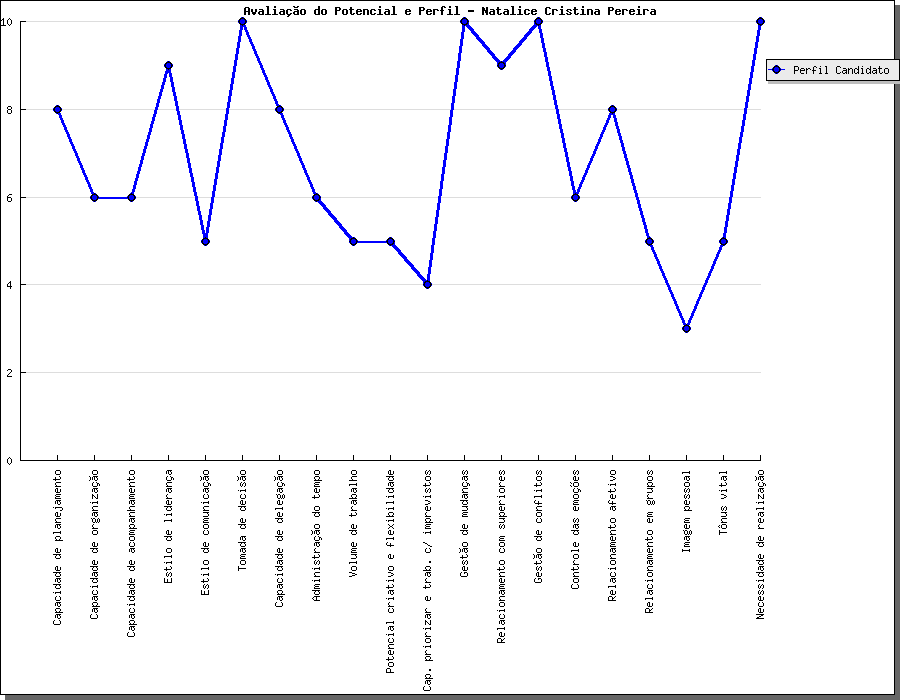 Avaliação do Potencial e Perfil - Natalice Cristina Pereira
10
8
6
4
2
0
Perfil Candidato
Capacidade de planejamento
Capacidade de organização
Capacidade de acompanhamento
Estilo de liderança
Estilo de comunicação
Tomada de decisão
Capacidade de delegação
Administração do tempo
Volume de trabalho
Potencial criativo e flexibilidade
Cap. priorizar e trab. c/ imprevistos
Gestão de mudanças
Relacionamento com superiores
Gestão de conflitos
Controle das emoções
Relacionamento afetivo
Relacionamento em grupos
Imagem pessoal
Tônus vital
Necessidade de realização